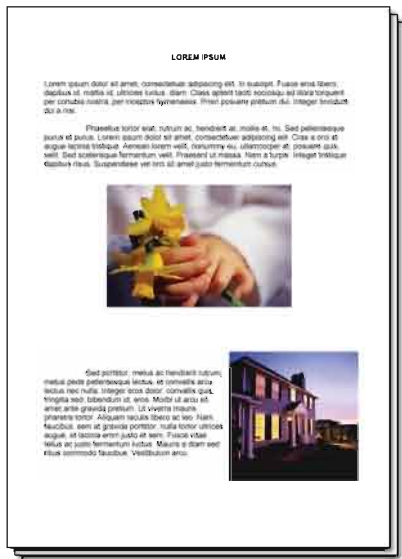 LOREM IPSUM
Lorem ipsum dolor sit amet, consectetuer adipiscing elit. In suscipit. Fusce eros libero,
dapibus id, mattis id, ultrices luctus, diam. Class aptent taciti sociosqu ad litora torquent
per conubia nostra, per inceptos hymenaeos. Proin posuere pretium dui. Integer tincidunt
dui a nisi.
Phasellus tortor erat, rutrum ac, hendrerit at, mollis et, mi. Sed pellentesque
purus et purus. Lorem ipsum dolor sit amet, consectetuer adipiscing elit. Cras a orci at
augue lacinia tristique. Aenean lorem velit, nonummy eu, ullamcorper at, posuere quis,
velit. Sed scelerisque fermentum velit. Praesent ut massa. Nam a turpis. Integer tristique
dapibus risus. Suspendisse vel orci sit amet justo fermentum cursus.
Sed porttitor, metus ac hendrerit rutrum,
metus pede pellentesque lectus, et convallis arcu
lectus nec nulla. Integer eros dolor, convallis quis,
fringilla sed, bibendum id, eros. Morbi ut arcu sit
amet ante gravida pretium. Ut viverra mauris
pharetra tortor. Aliquam iaculis libero ac leo. Nam
faucibus, sem at gravida porttitor, nulla tortor ultrices
augue, at lacinia enim justo et sem. Fusce vitae
tellus ac justo fermentum luctus. Mauris a diam sed
risus commodo faucibus. Vestibulum arcu.